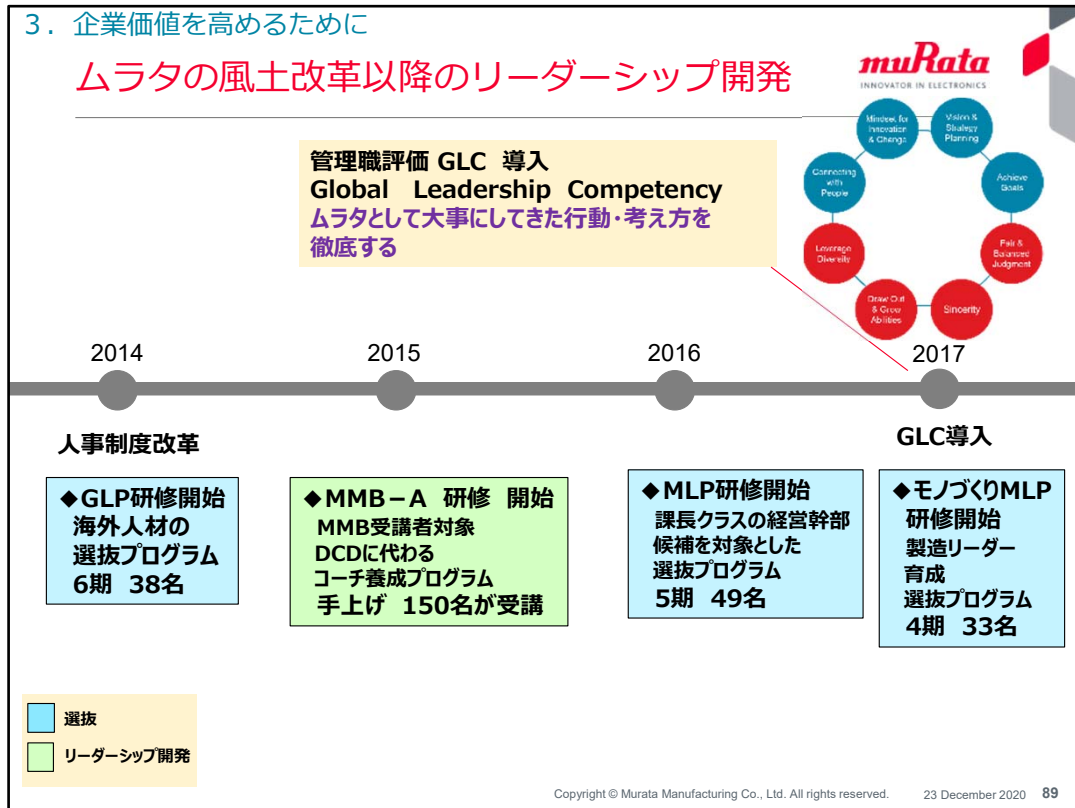 ３．企業価値を高めるために
ムラタの風土改革以降のリーダーシップ開発
muRata
INNOVATOR IN ELECTRONICS
管理職評価 GLC 導入
Global Leadership Competency
ムラタとして大事にしてきた行動・考え方を
徹底する
Mindset for
Innovation
& Change
Vision &
Strategy
Planning
Connecting
with
People
Achieve
Goals
Leverage
Diversity
Fair &
Balanced
Judgment
Draw Out
& Grow
Abilities
Sincerity
2014
2015
2016
2017
人事制度改革
GLC導入
◆GLP研修開始
海外人材の
選抜プログラム
6期 38名
◆MMB－A 研修 開始
MMB受講者対象
DCDに代わる
コーチ養成プログラム
手上げ 150名が受講
◆MLP研修開始
課長クラスの経営幹部
候補を対象とした
選抜プログラム
5期 49名
◆モノづくりMLP
研修開始
製造リーダー
育成
選抜プログラム
4期 33名
選抜
リーダーシップ開発
Copyright © Murata Manufacturing Co., Ltd. All rights reserved. 23 December 2020 89